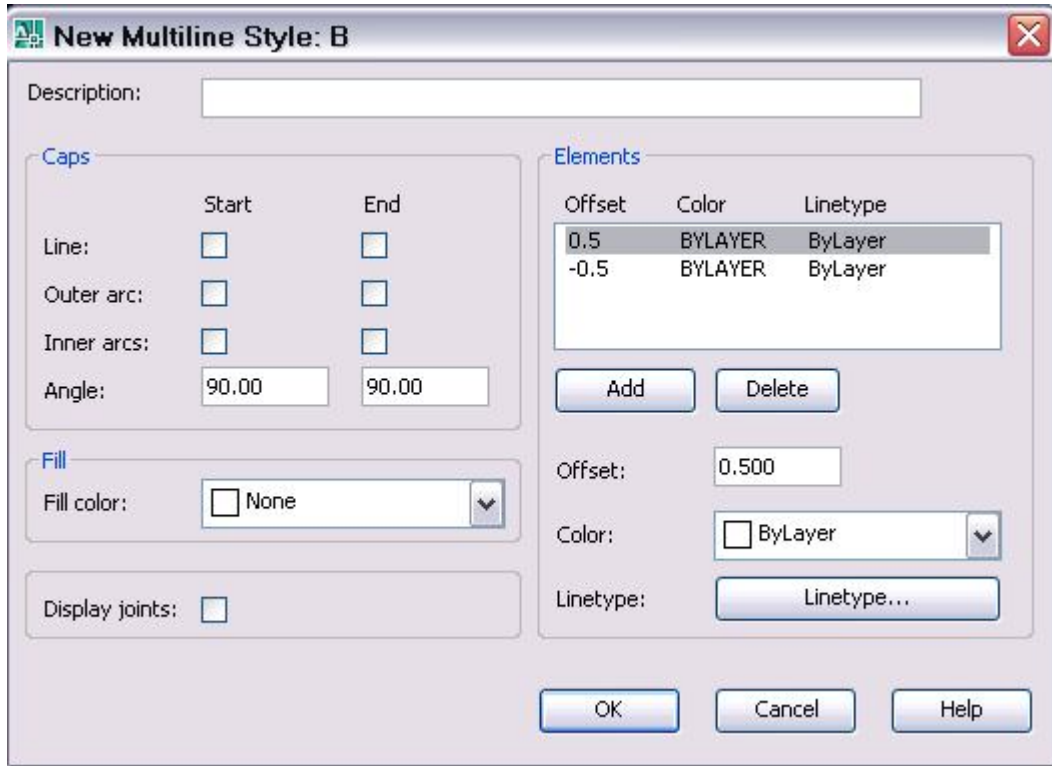 New Multiline Style: B
Description:
Caps
Start End
Line:
Outer arc:
Inner arcs:
Angle: 90.00 90.00
Fill
Fill color: None
Display joints:
Elements
Offset Color Linetype
0.5 BYLAYER ByLayer
-0.5 BYLAYER ByLayer
Add Delete
Offset: 0.500
Color: ByLayer
Linetype: Linetype...
OK Cancel Help